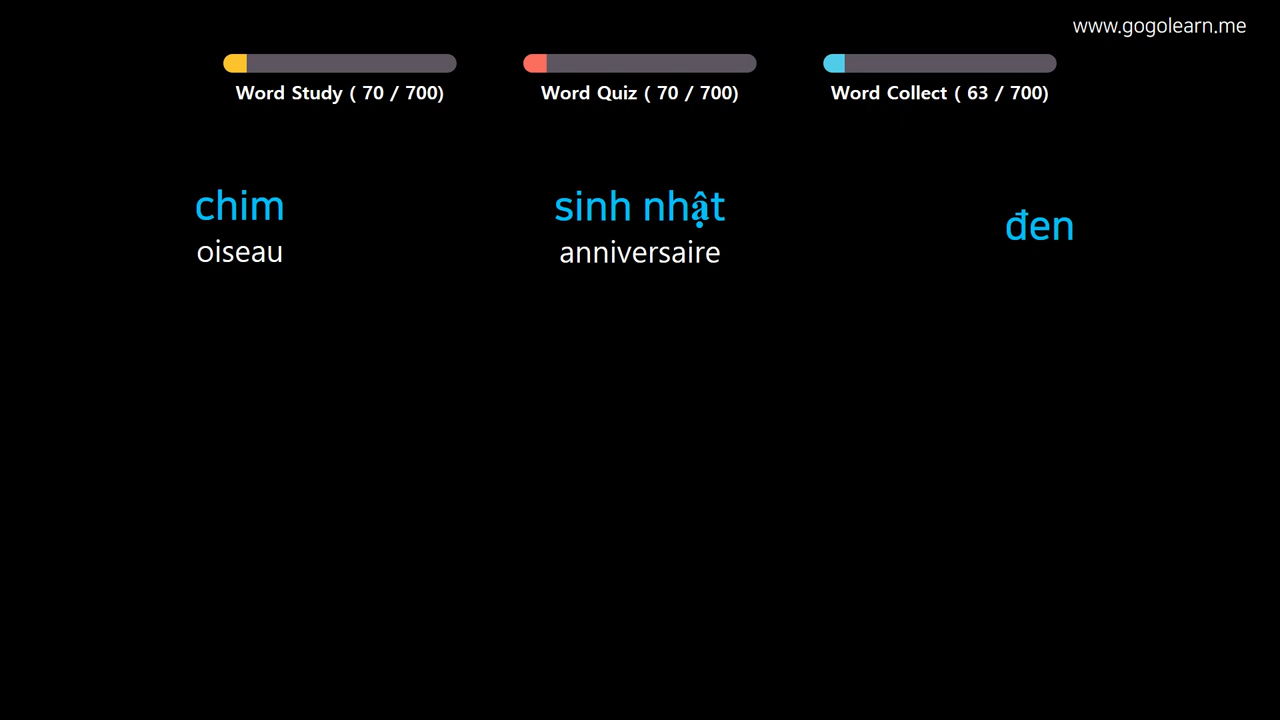 www.gogolearn.me
Word Study ( 70 / 700)
Word Quiz ( 70 / 700)
Word Collect ( 63 / 700)
chim
oiseau
sinh nhật
anniversaire
đen